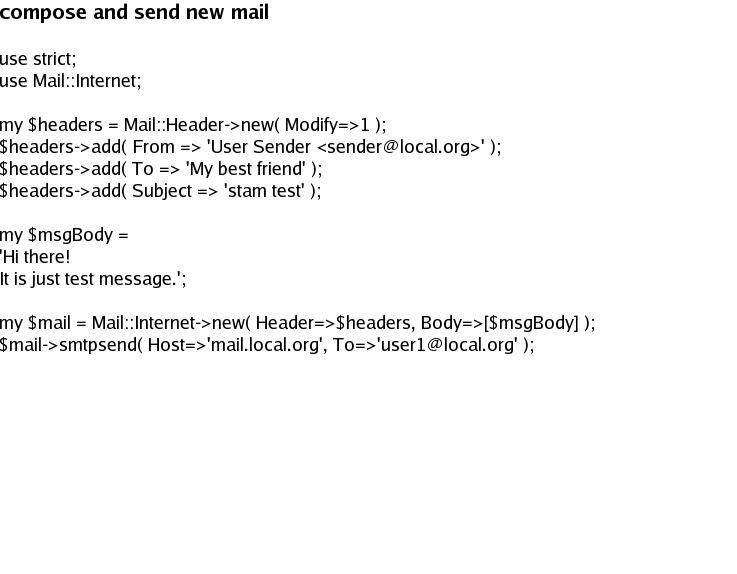 compose and send new mail
use strict;
use Mail::Internet;
my $headers = Mail::Header->new( Modify=>1 );
$headers->add( From => 'User Sender <sender@local.org>' );
$headers->add( To => 'My best friend' );
$headers->add( Subject => 'stam test' );
my $msgBody =
'Hi there!
It is just test message.';
my $mail = Mail::Internet->new( Header=>$headers, Body=>[$msgBody] );
$mail->smtpsend( Host=>'mail.local.org', To=>'user1@local.org' );